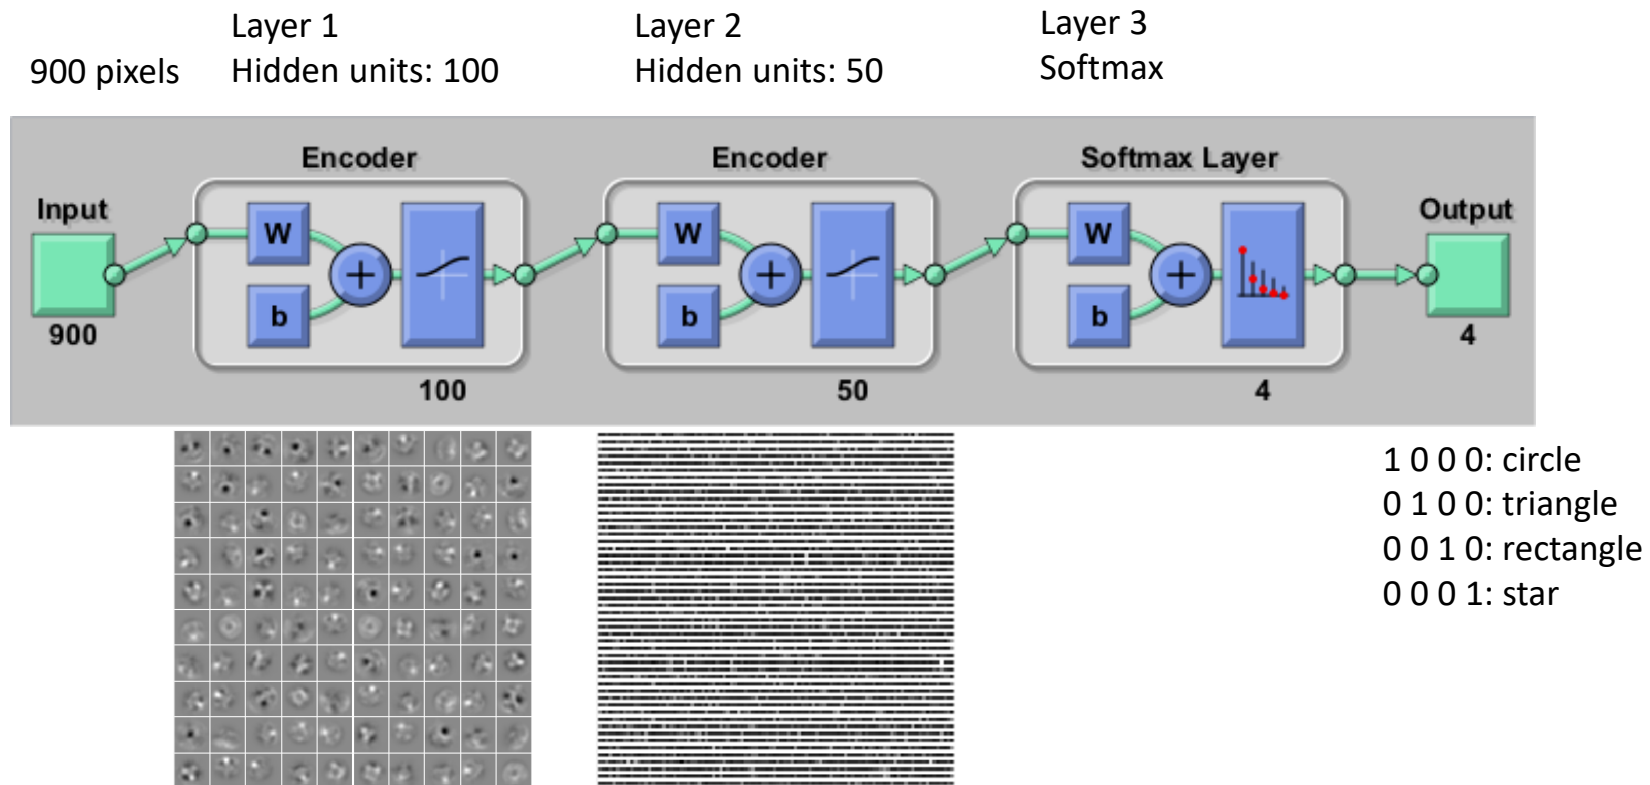 900 pixels
Layer 1
Hidden units: 100
Layer 2
Hidden units: 50
Layer 3
Softmax
Input
900
Encoder
W
b
100
Encoder
W
b
50
Softmax Layer
W
b
4
Output
4
1 0 0 0: circle
0 1 0 0: triangle
0 0 1 0: rectangle
0 0 0 1: star